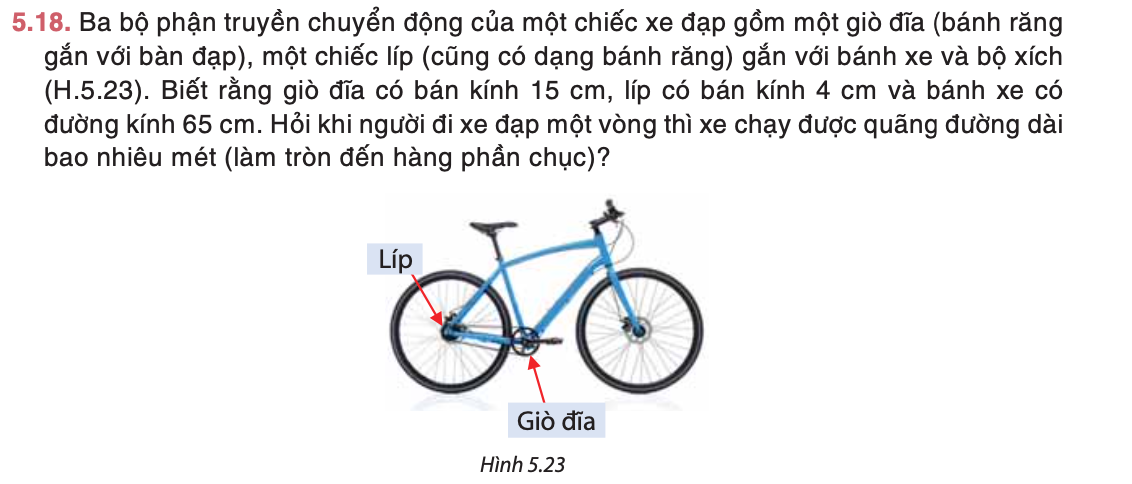 5.18. Ba bộ phận truyền chuyển động của một chiếc xe đạp gồm một giò đĩa (bánh răng
gắn với bàn đạp), một chiếc líp (cũng có dạng bánh răng) gắn với bánh xe và bộ xích
(H.5.23). Biết rằng giò đĩa có bán kính 15 cm, líp có bán kính 4 cm và bánh xe có
đường kính 65 cm. Hỏi khi người đi xe đạp một vòng thì xe chạy được quãng đường dài
bao nhiêu mét (làm tròn đến hàng phần chục)?
Líp
Giò đĩa
Hình 5.23